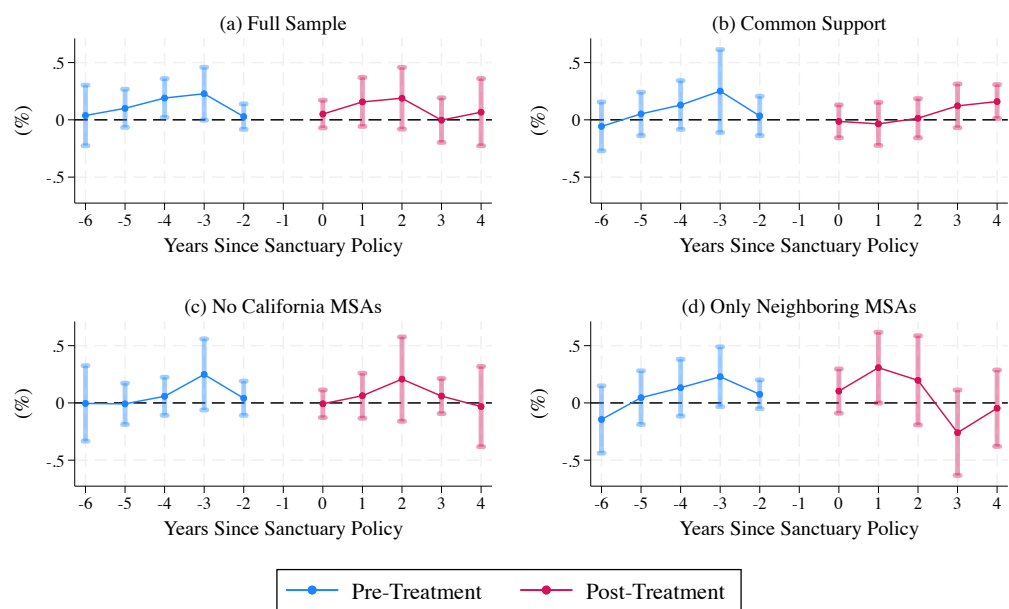 (a) Full Sample
(%)
.5
0
-.5
-6 -5 -4 -3 -2 -1 0 1 2 3 4
Years Since Sanctuary Policy
(b) Common Support
(%)
.5
0
-.5
-6 -5 -4 -3 -2 -1 0 1 2 3 4
Years Since Sanctuary Policy
(c) No California MSAs
(%)
.5
0
-.5
-6 -5 -4 -3 -2 -1 0 1 2 3 4
Years Since Sanctuary Policy
(d) Only Neighboring MSAs
(%)
.5
0
-.5
-6 -5 -4 -3 -2 -1 0 1 2 3 4
Years Since Sanctuary Policy
Pre-Treatment Post-Treatment